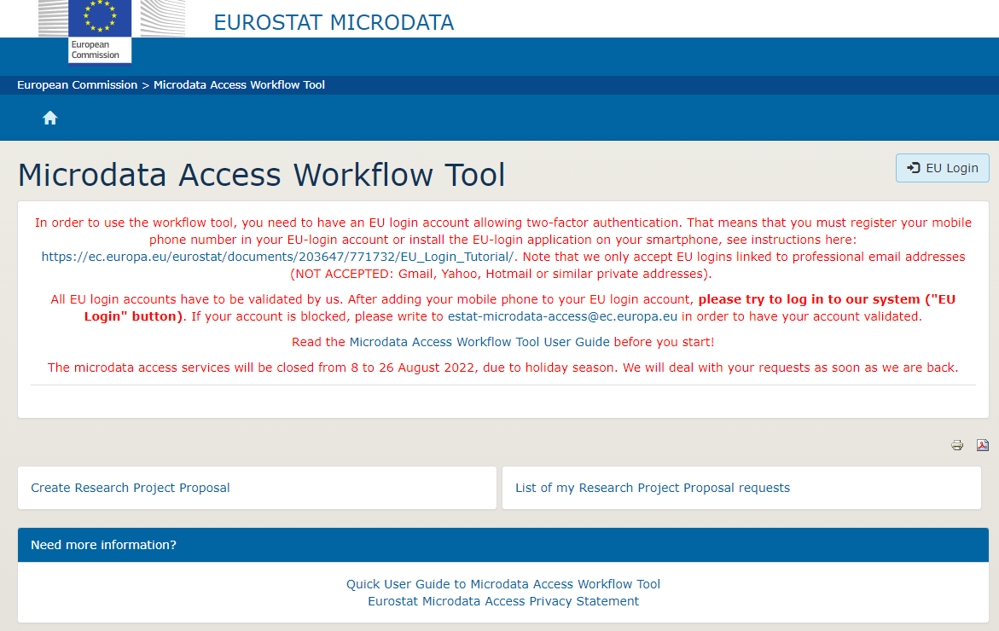 EUROSTAT MICRODATA
European
Commission
European Commission > Microdata Access Workflow Tool
Microdata Access Workflow Tool
EU Login
In order to use the workflow tool, you need to have an EU login account allowing two-factor authentication. That means that you must register your mobile
phone number in your EU-login account or install the EU-login application on your smartphone, see instructions here:
https://ec.europa.eu/eurostat/documents/203647/771732/EU_Login_Tutorial/. Note that we only accept EU logins linked to professional email addresses
(NOT ACCEPTED: Gmail, Yahoo, Hotmail or similar private addresses).
All EU login accounts have to be validated by us. After adding your mobile phone to your EU login account, please try to log in to our system ("EU
Login" button). If your account is blocked, please write to estat-microdata-access@ec.europa.eu in order to have your account validated.
Read the Microdata Access Workflow Tool User Guide before you start!
The microdata access services will be closed from 8 to 26 August 2022, due to holiday season. We will deal with your requests as soon as we are back.
Create Research Project Proposal
List of my Research Project Proposal requests
Need more information?
Quick User Guide to Microdata Access Workflow Tool
Eurostat Microdata Access Privacy Statement